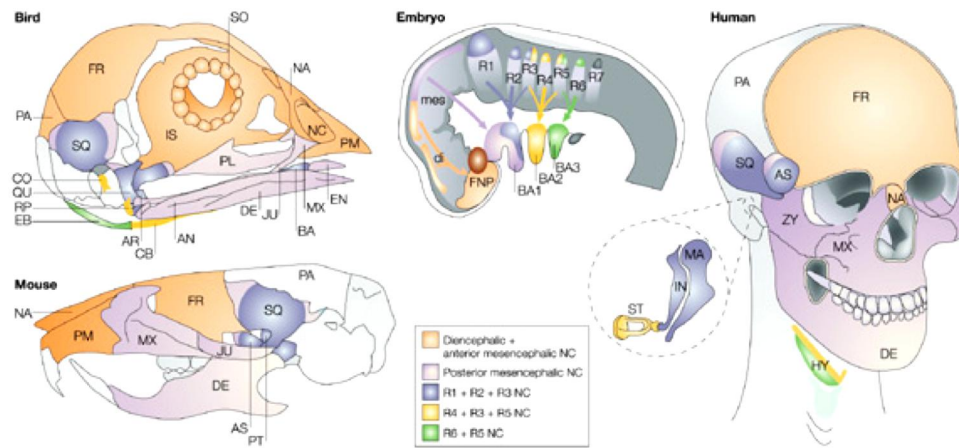 Bird
SO
FR
NA
PA
SQ
IS
NC
PM
PL
CO
QU
RP
EB
AR
CB
AN
DE
JU
BA
MX
EN
Embryo
R1
R2
R3
R4
R5
R6
R7
mes
di
FNP
BA1
BA2
BA3
Human
PA
FR
SQ
AS
NA
ZY
MX
DE
HY
MA
IN
ST
Mouse
NA
PM
MX
FR
PA
SQ
JU
DE
AS
PT
Diencephalic +
anterior mesencephalic NC
Posterior mesencephalic NC
R1 + R2 + R3 NC
R4 + R3 + R5 NC
R6 + R5 NC